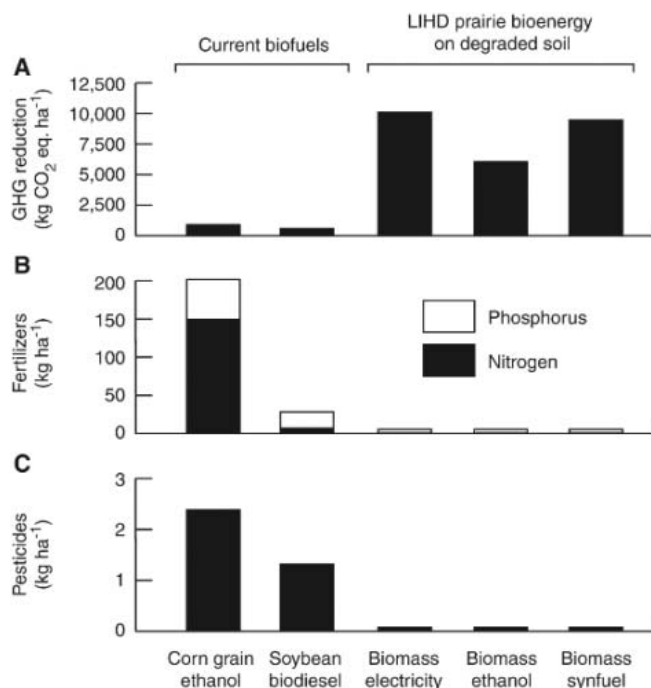 Current biofuels
LIHD prairie bioenergy
on degraded soil
A
GHG reduction
(kg CO₂ eq. ha⁻¹)
12,500
10,000
7,500
5,000
2,500
0
B
Fertilizers
(kg ha⁻¹)
200
150
100
50
0
Phosphorus
Nitrogen
C
Pesticides
(kg ha⁻¹)
3
2
1
0
Corn grain
ethanol
Soybean
biodiesel
Biomass
electricity
Biomass
ethanol
Biomass
synfuel